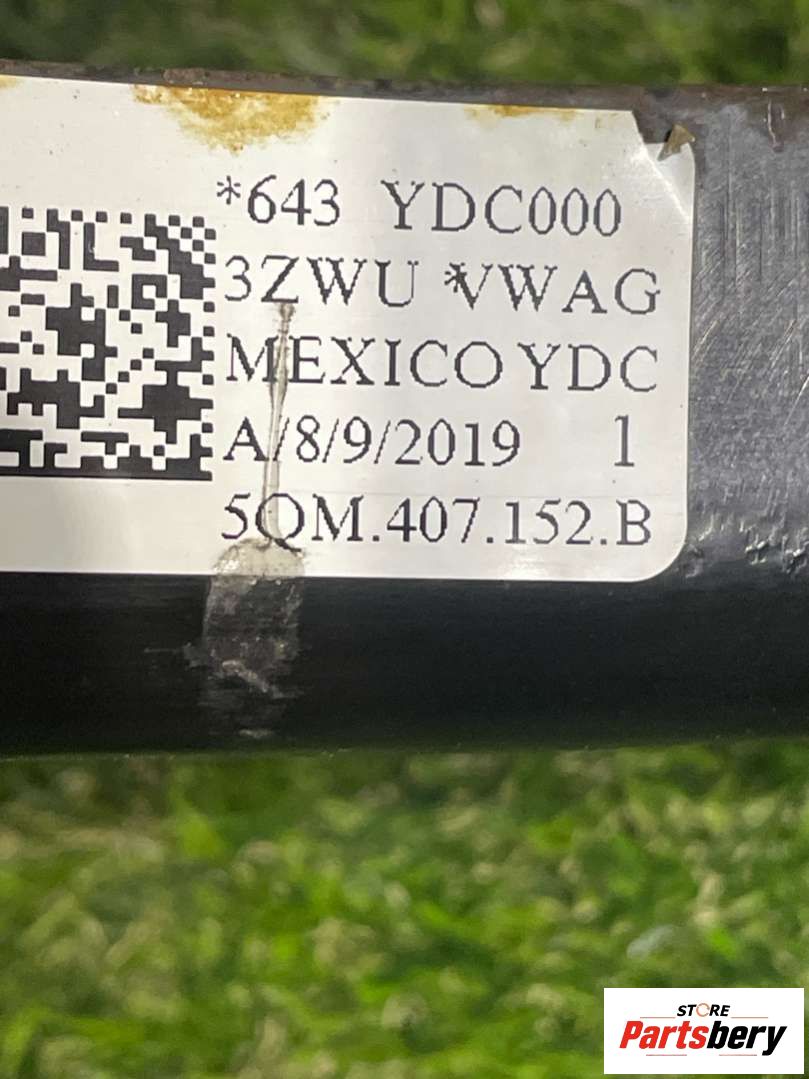 *643 YDC000
3ZWU *VWAG
MEXICO YDC
A/8/9/2019 1
5QM.407.152.B
STORE
Partsbery